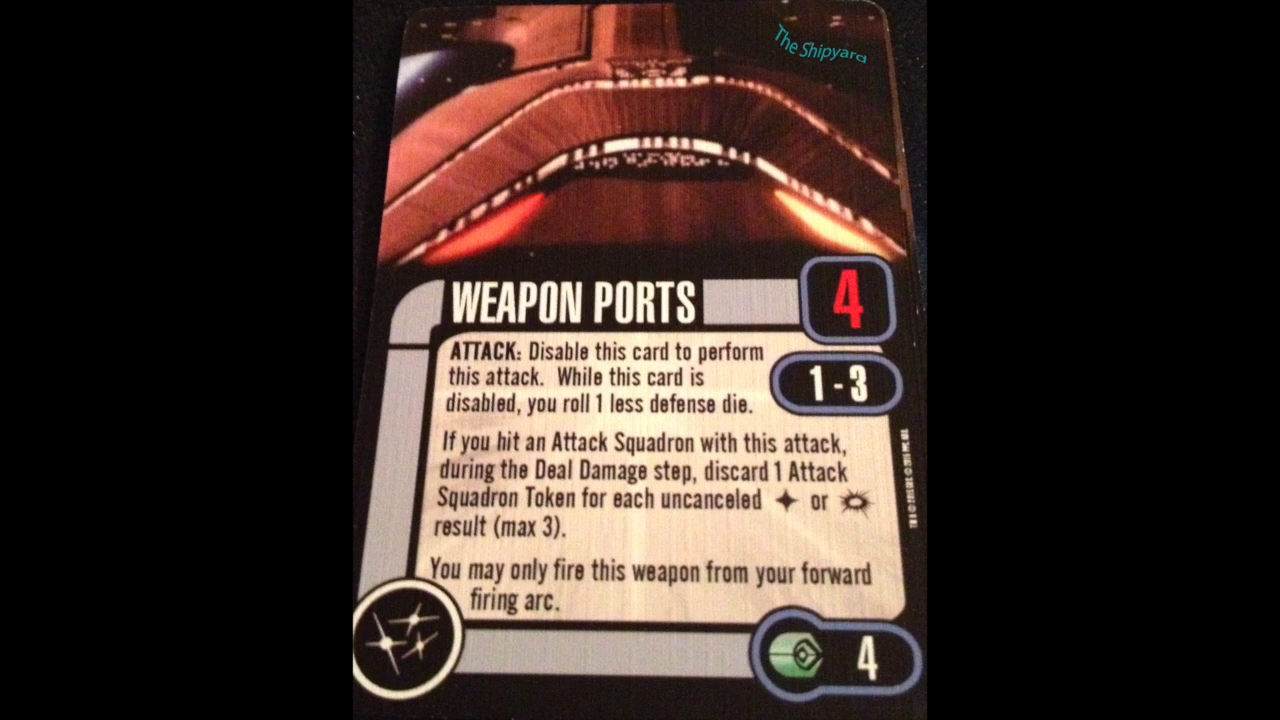 The Shipyard
WEAPON PORTS
4
ATTACK: Disable this card to perform
this attack. While this card is
disabled, you roll 1 less defense die.
1 - 3
If you hit an Attack Squadron with this attack,
during the Deal Damage step, discard 1 Attack
Squadron Token for each uncanceled or
result (max 3).
You may only fire this weapon from your forward
firing arc.
4